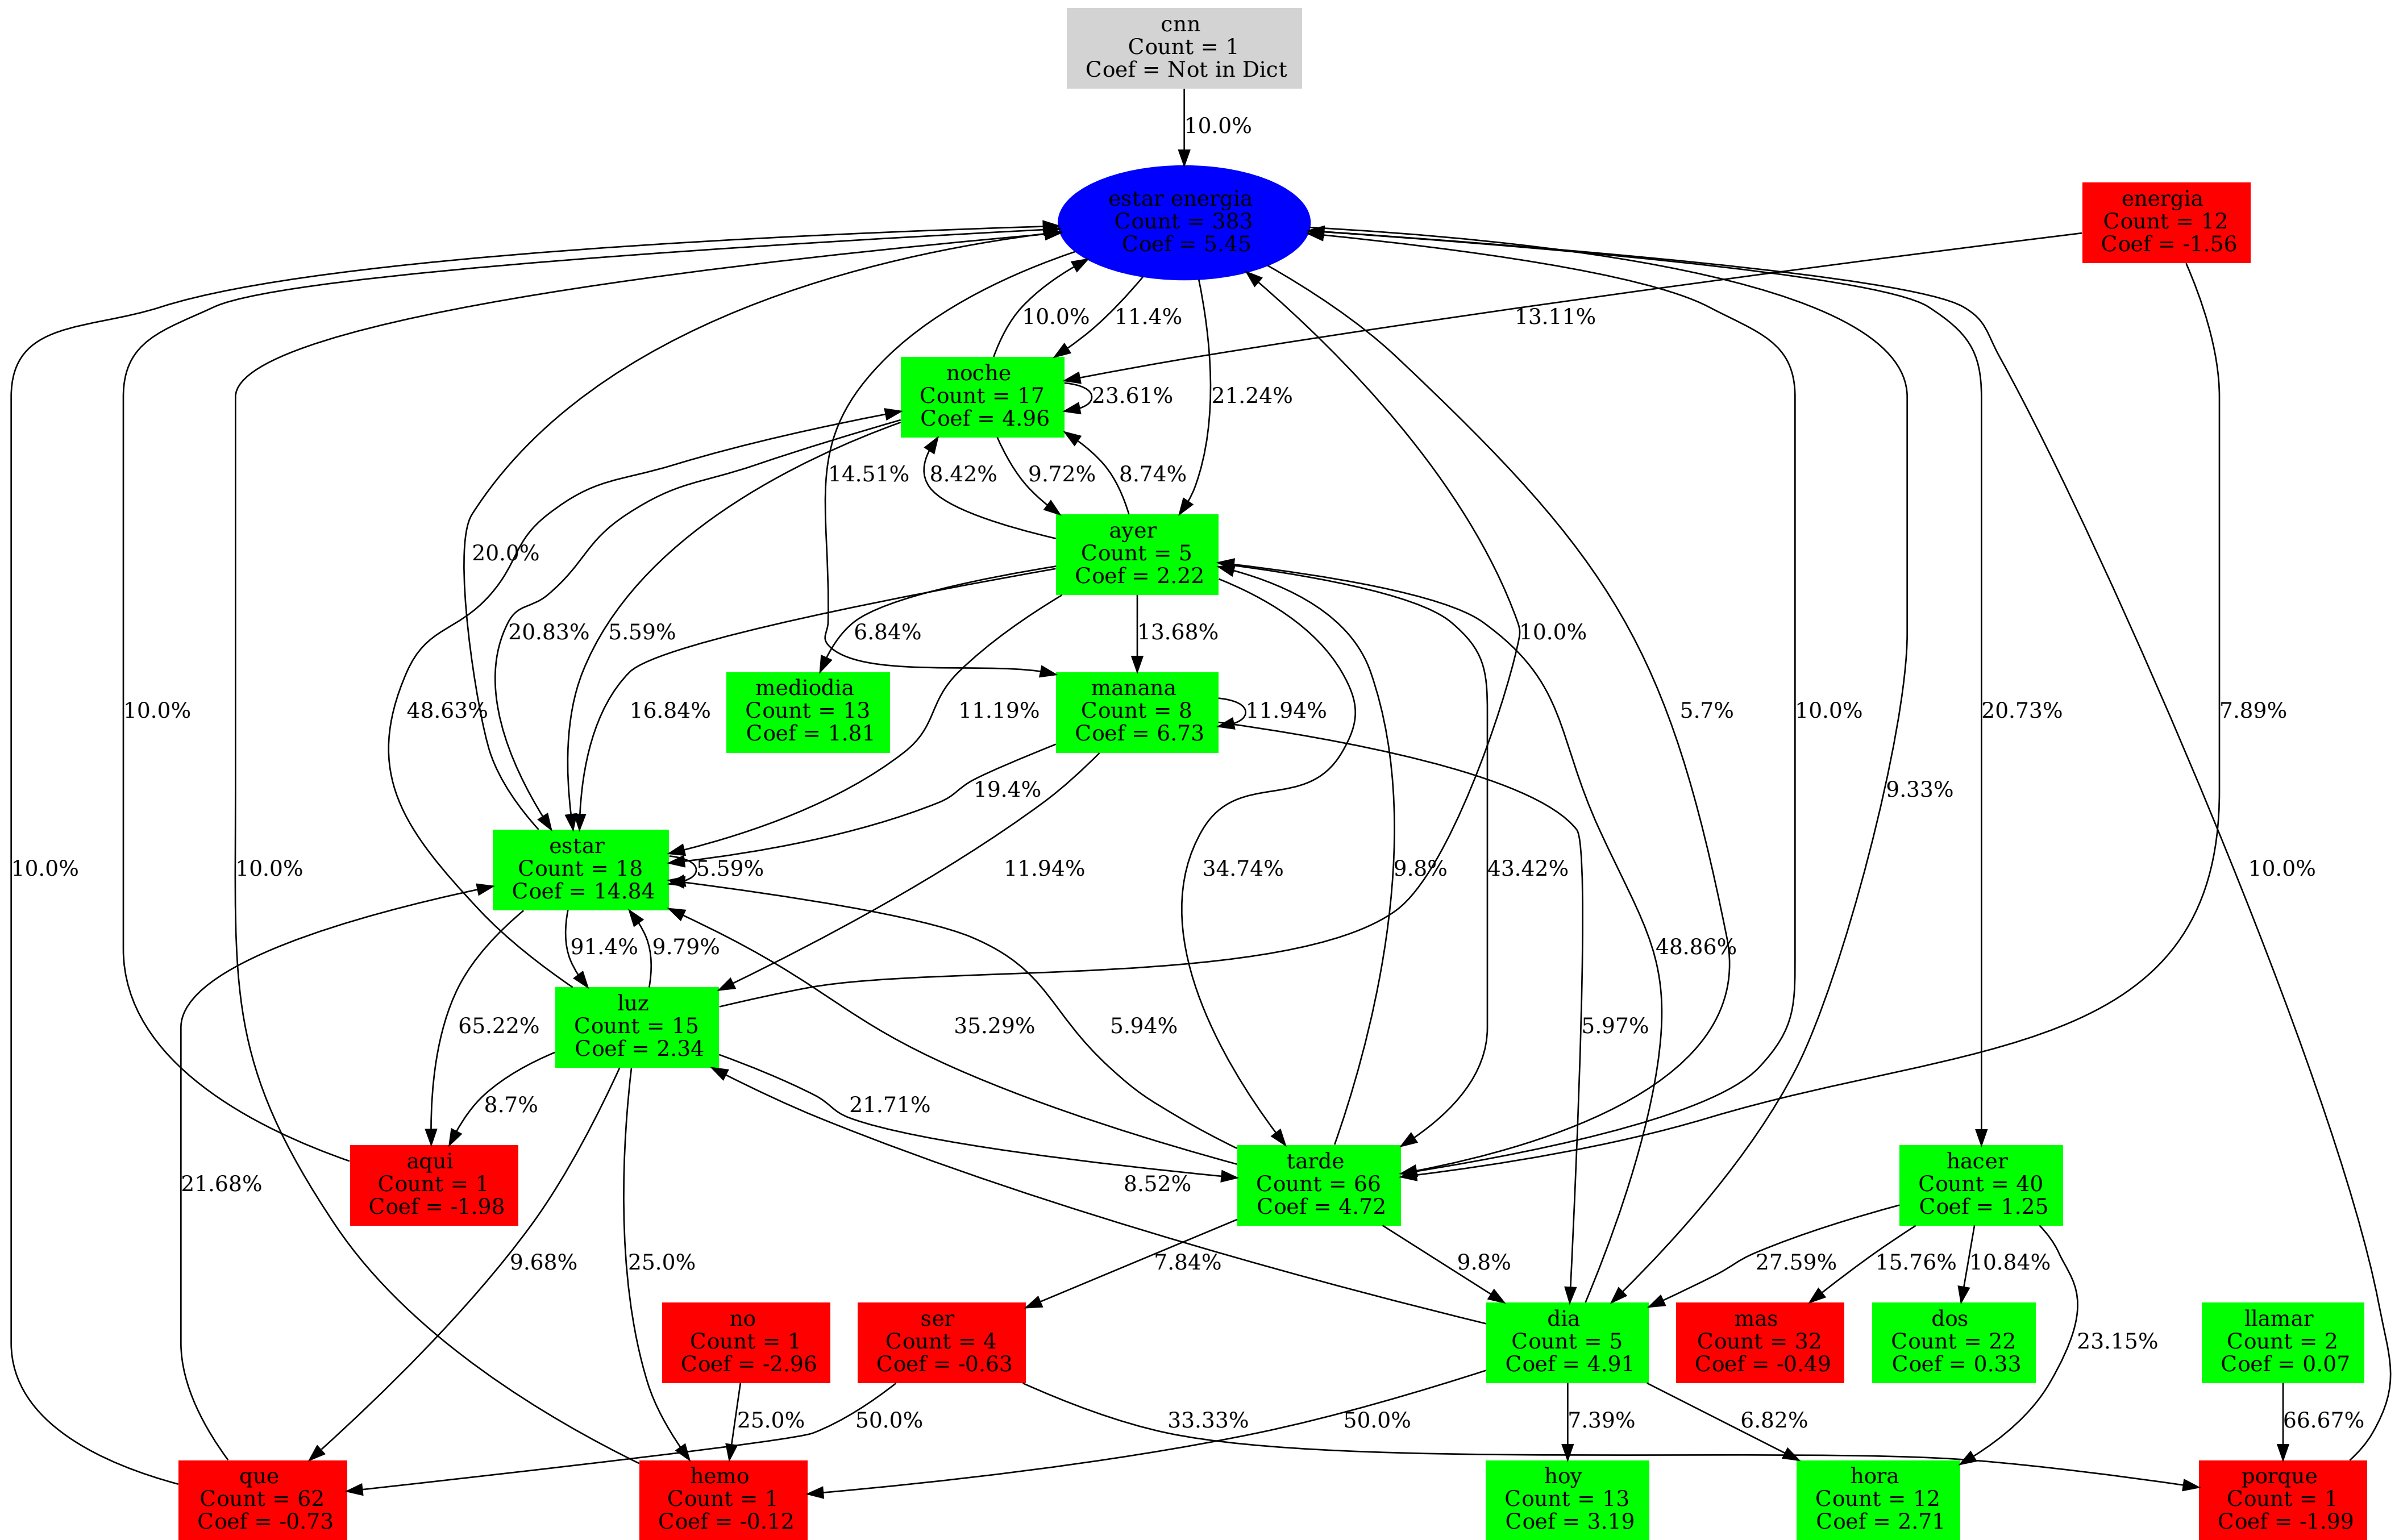 cnn
Count = 1
Coef = Not in Dict
10.0%
estar energia
Count = 383
Coef = 5.45
energia
Count = 12
Coef = -1.56
10.0%
11.4%
13.11%
noche
Count = 17
Coef = 4.96
23.61%
21.24%
14.51%
8.42%
9.72%
8.74%
ayer
Count = 5
Coef = 2.22
20.0%
20.83%
5.59%
6.84%
13.68%
10.0%
mediodia
Count = 13
Coef = 1.81
manana
Count = 8
Coef = 6.73
11.94%
10.0%
48.63%
16.84%
11.19%
5.7%
10.0%
20.73%
7.89%
19.4%
9.33%
estar
Count = 18
Coef = 14.84
5.59%
10.0%
10.0%
11.94%
34.74%
9.8%
43.42%
10.0%
91.4%
9.79%
48.86%
luz
Count = 15
Coef = 2.34
65.22%
35.29%
5.94%
5.97%
8.7%
21.71%
aqui
Count = 1
Coef = -1.98
tarde
Count = 66
Coef = 4.72
hacer
Count = 40
Coef = 1.25
21.68%
8.52%
9.68%
25.0%
7.84%
9.8%
27.59%
15.76%
10.84%
no
Count = 1
Coef = -2.96
ser
Count = 4
Coef = -0.63
dia
Count = 5
Coef = 4.91
mas
Count = 32
Coef = -0.49
dos
Count = 22
Coef = 0.33
23.15%
llamar
Count = 2
Coef = 0.07
25.0%
50.0%
33.33%
50.0%
7.39%
6.82%
66.67%
que
Count = 62
Coef = -0.73
hemo
Count = 1
Coef = -0.12
hoy
Count = 13
Coef = 3.19
hora
Count = 12
Coef = 2.71
porque
Count = 1
Coef = -1.99